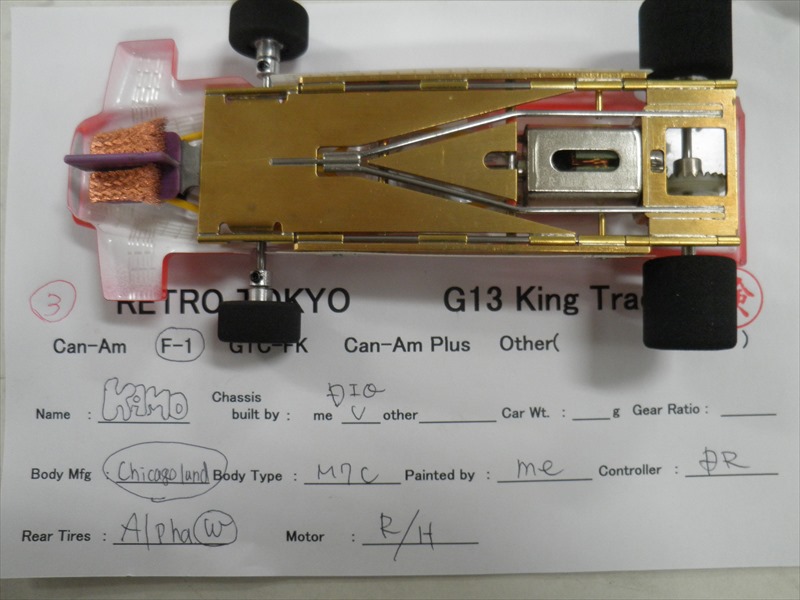 ③ RETRO TOKYO G13 King Trac
Can-Am F-1 GTC-FK Can-Am Plus Other( )
Name : KIMO Chassis built by : me V DIO other Car Wt. : g Gear Ratio :
Body Mfg : Chicagoland Body Type : M7C Painted by : me Controller : DR
Rear Tires : Alpha W Motor : R/H